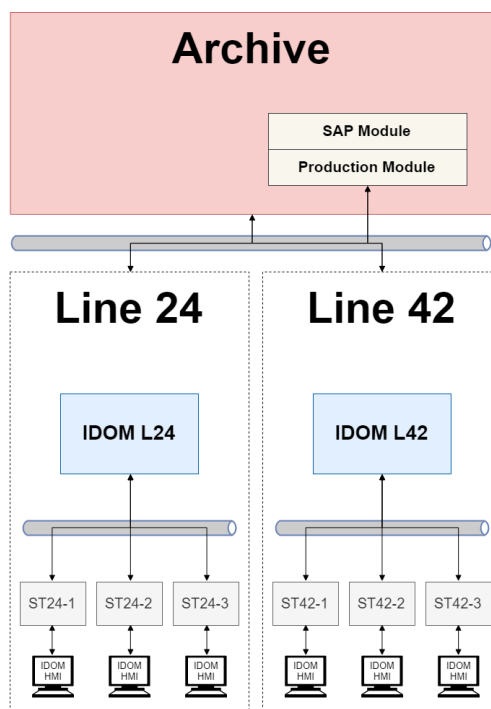 Archive
SAP Module
Production Module
Line 24
Line 42
IDOM L24
IDOM L42
ST24-1
ST24-2
ST24-3
ST42-1
ST42-2
ST42-3
IDOM
HMI
IDOM
HMI
IDOM
HMI
IDOM
HMI
IDOM
HMI
IDOM
HMI